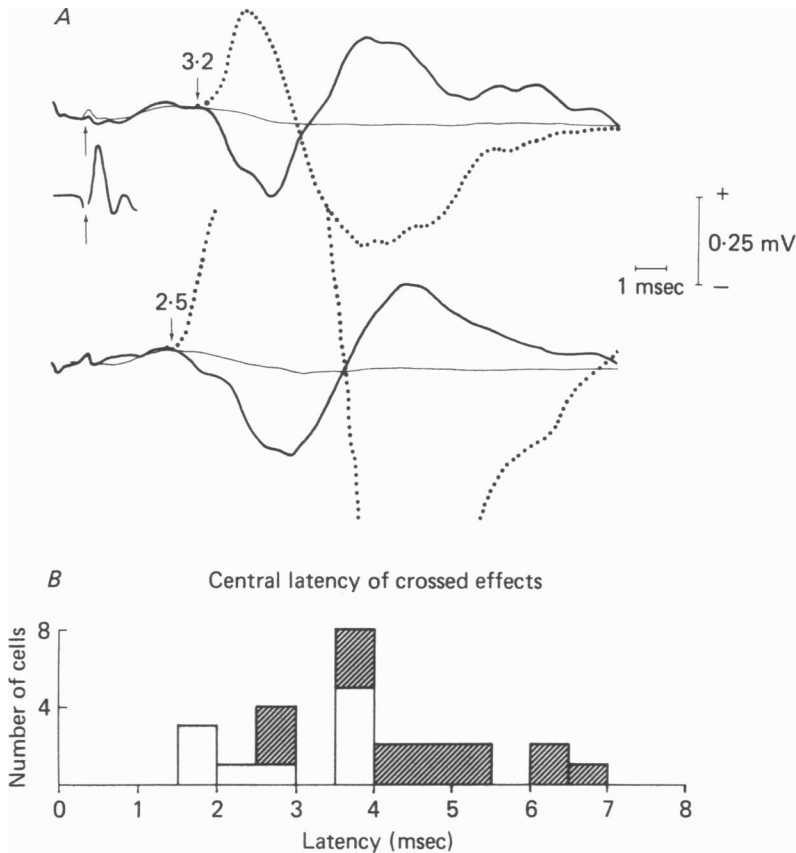 A
3·2
+
0·25 mV
1 msec
−
2·5
B
Central latency of crossed effects
Number of cells
8
4
0 1 2 3 4 5 6 7 8
Latency (msec)